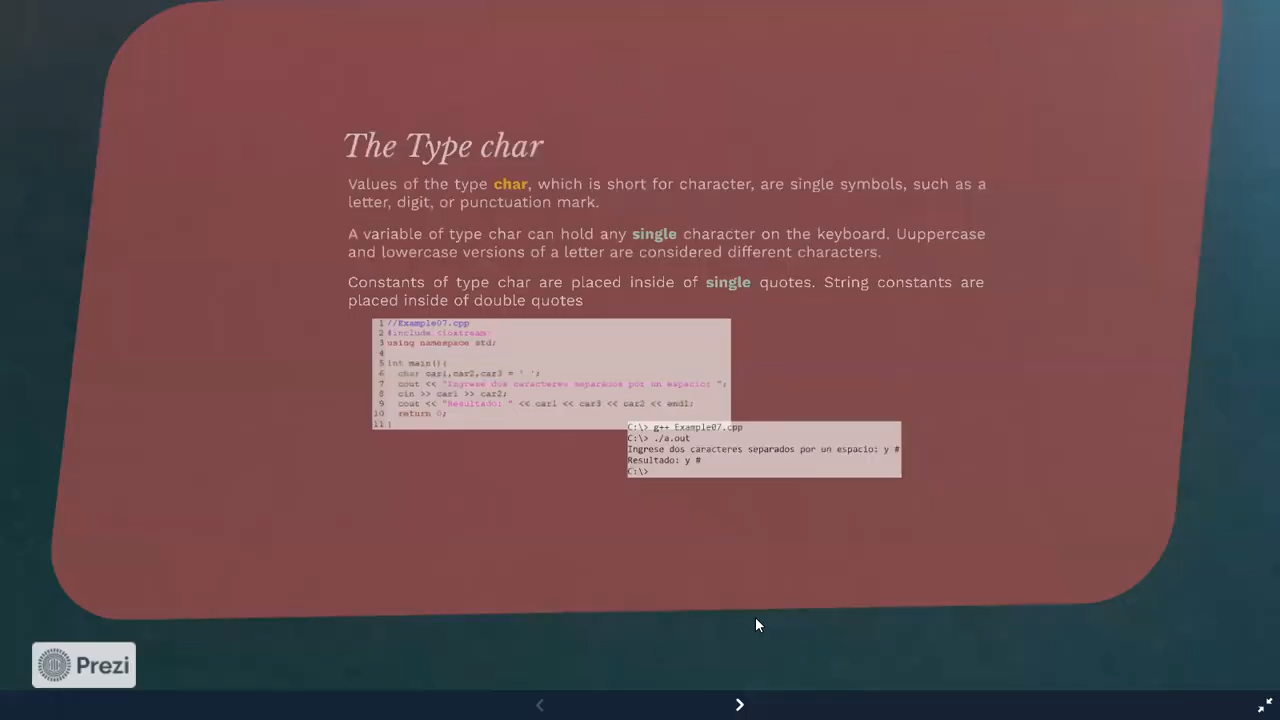 The Type char
Values of the type char, which is short for character, are single symbols, such as a
letter, digit, or punctuation mark.
A variable of type char can hold any single character on the keyboard. Uuppercase
and lowercase versions of a letter are considered different characters.
Constants of type char are placed inside of single quotes. String constants are
placed inside of double quotes
1 //Example07.cpp
2 #include <iostream>
3 using namespace std;
4
5 int main(){
6 char car1,car2,car3 = ' ';
7 cout << "Ingrese dos caracteres separados por un espacio: ";
8 cin >> car1 >> car2;
9 cout << "Resultado: " << car1 << car3 << car2 << endl;
10 return 0;
11 }
C:\> g++ Example07.cpp
C:\> ./a.out
Ingrese dos caracteres separados por un espacio: y #
Resultado: y #
C:\>
Prezi